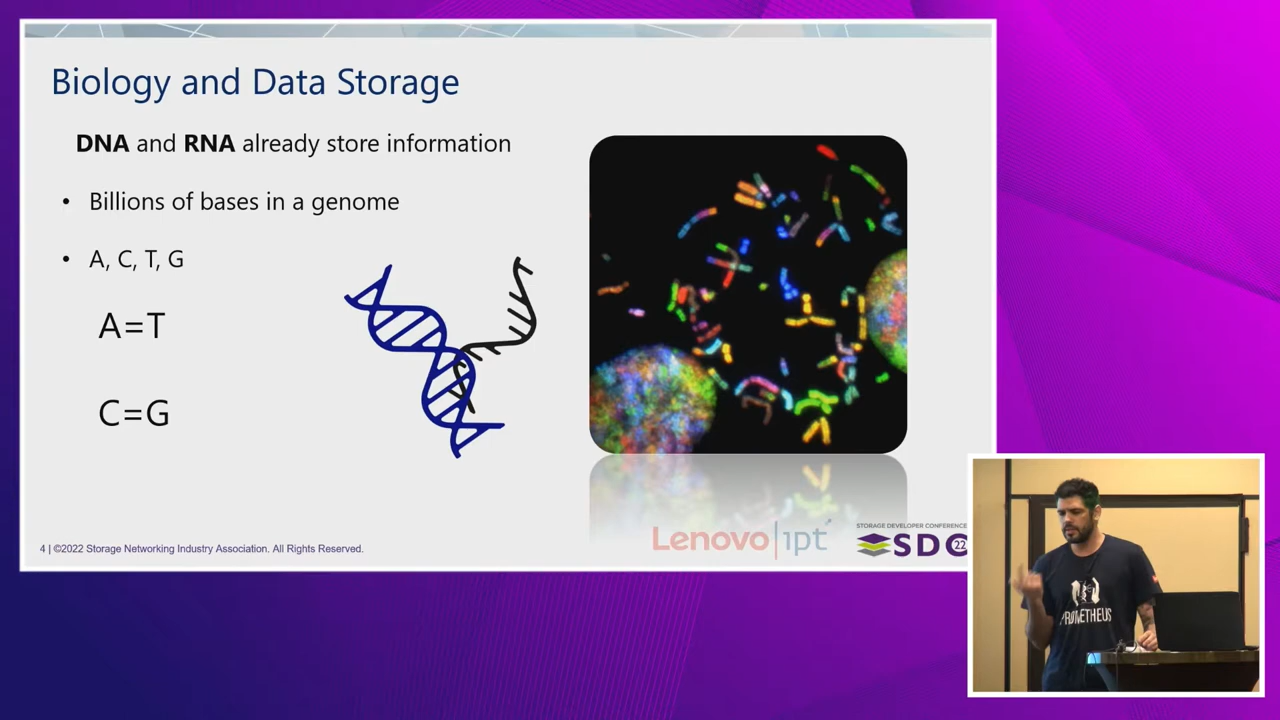 Biology and Data Storage
DNA and RNA already store information
• Billions of bases in a genome
• A, C, T, G
A=T
C=G
4 | ©2022 Storage Networking Industry Association. All Rights Reserved.
Lenovo | ipt
STORAGE DEVELOPER CONFERENCE
SDC 22
PROMETHEUS